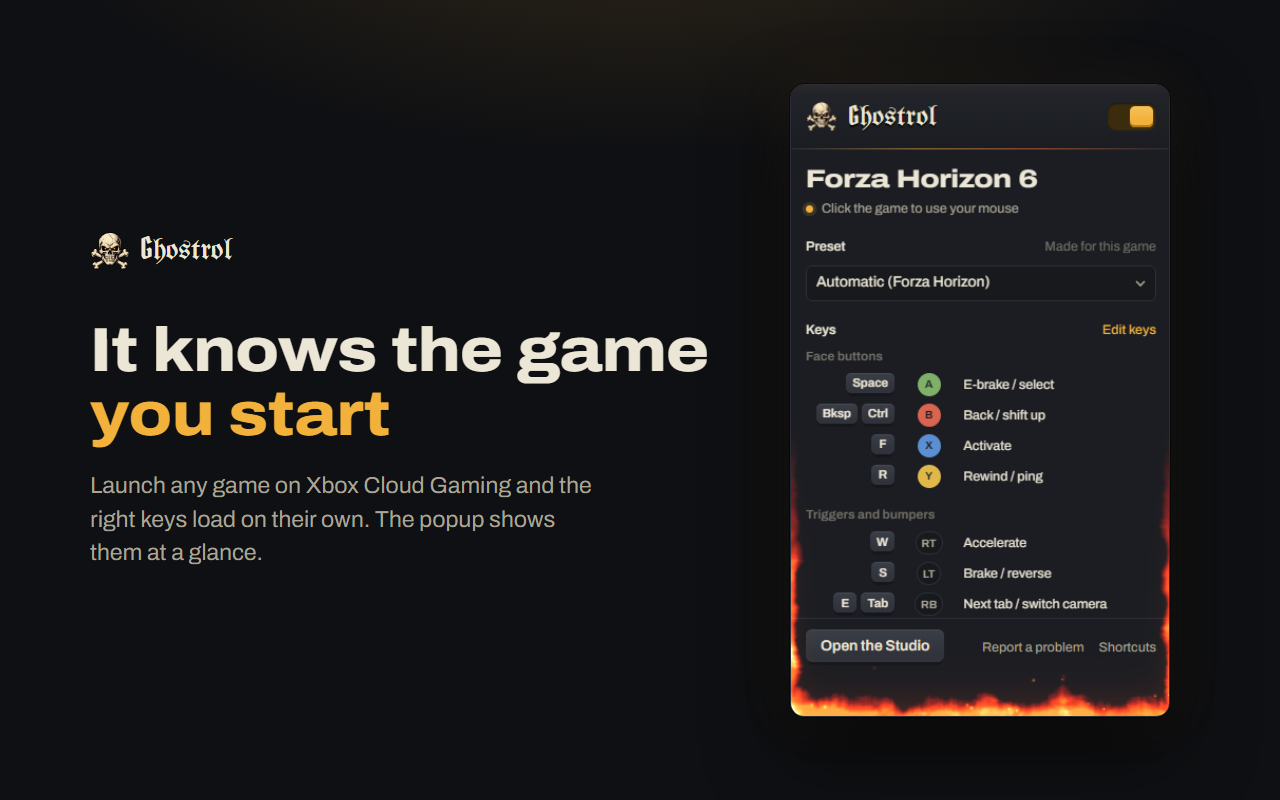 Ghostrol
It knows the game
you start
Launch any game on Xbox Cloud Gaming and the
right keys load on their own. The popup shows
them at a glance.
Ghostrol
Forza Horizon 6
Click the game to use your mouse
Preset Made for this game
Automatic (Forza Horizon)
Keys Edit keys
Face buttons
Space A E-brake / select
Bksp Ctrl B Back / shift up
F X Activate
R Y Rewind / ping
Triggers and bumpers
W RT Accelerate
S LT Brake / reverse
E Tab RB Next tab / switch camera
Open the Studio Report a problem Shortcuts